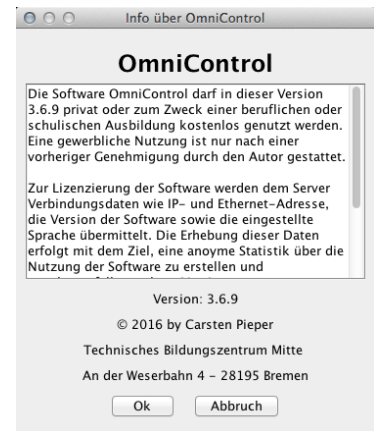 Info über OmniControl
OmniControl
Die Software OmniControl darf in dieser Version
3.6.9 privat oder zum Zweck einer beruflichen oder
schulischen Ausbildung kostenlos genutzt werden.
Eine gewerbliche Nutzung ist nur nach einer
vorheriger Genehmigung durch den Autor gestattet.
Zur Lizenzierung der Software werden dem Server
Verbindungsdaten wie IP- und Ethernet-Adresse,
die Version der Software sowie die eingestellte
Sprache übermittelt. Die Erhebung dieser Daten
erfolgt mit dem Ziel, eine anoyme Statistik über die
Nutzung der Software zu erstellen und
Version: 3.6.9
© 2016 by Carsten Pieper
Technisches Bildungszentrum Mitte
An der Weserbahn 4 - 28195 Bremen
Ok
Abbruch